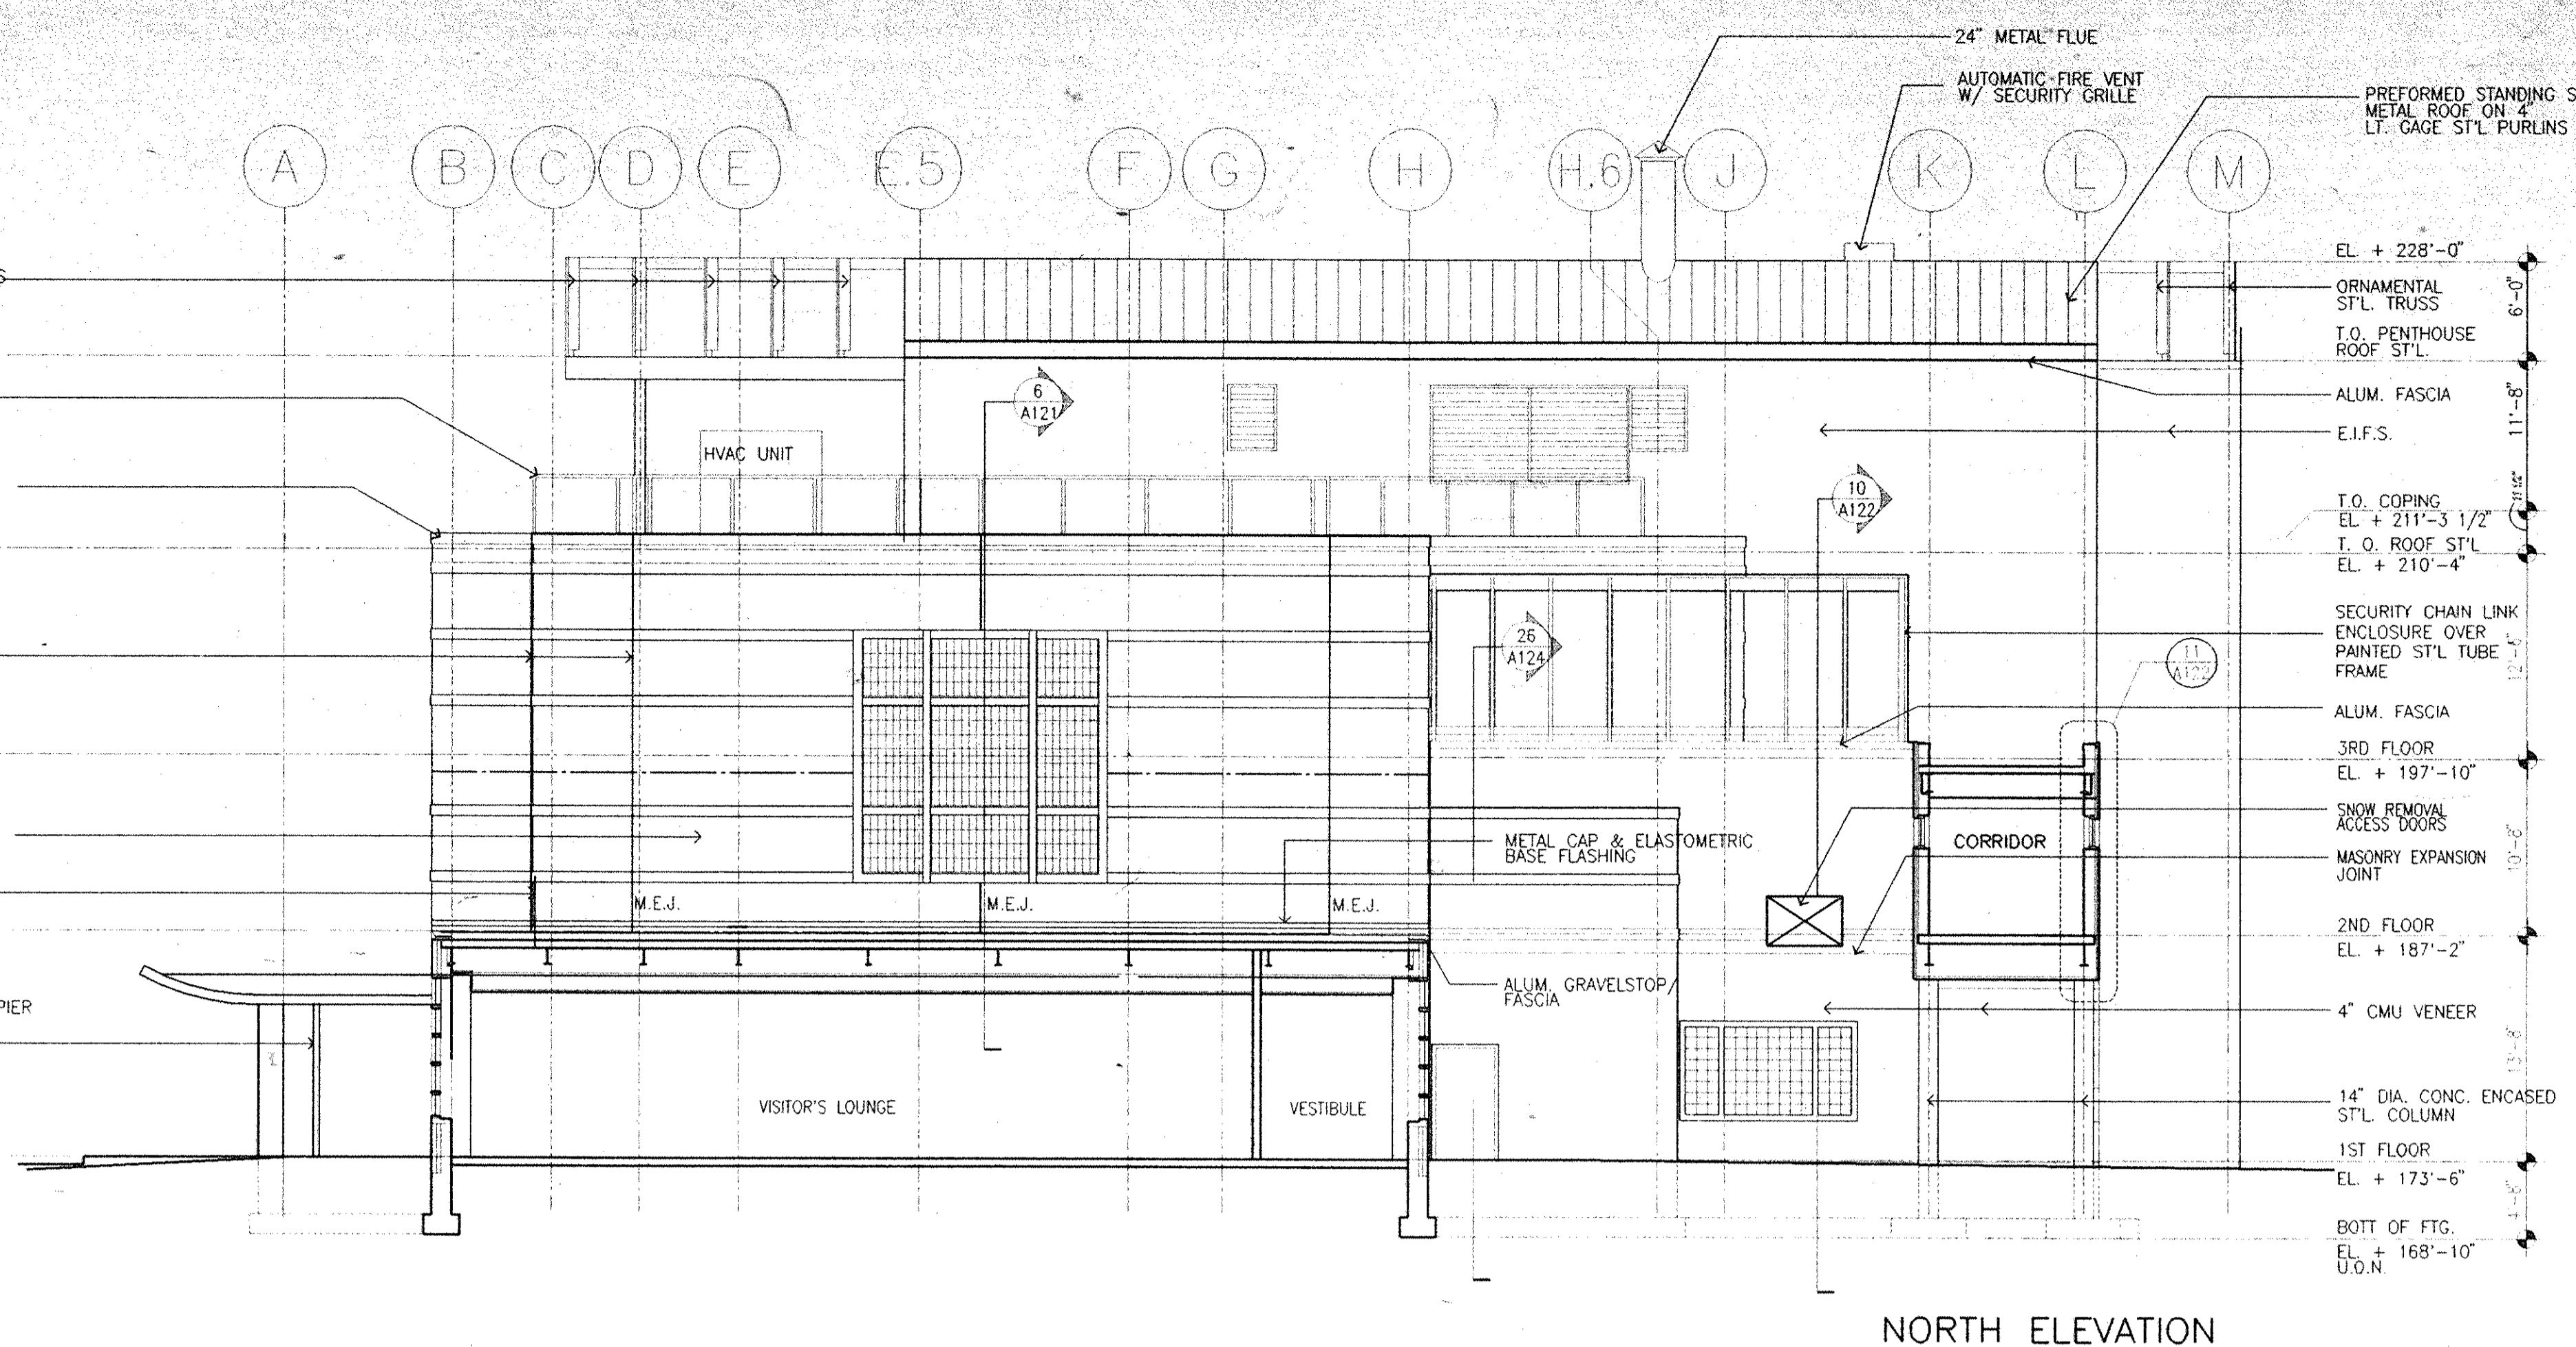 24" METAL FLUE
AUTOMATIC FIRE VENT
W/ SECURITY GRILLE
PREFORMED STANDING S
METAL ROOF ON 4"
LT. GAGE ST'L PURLINS
A
B
C
D
E
E.5
F
G
H
H.6
J
K
L
M
EL. + 228'-0"
ORNAMENTAL
ST'L. TRUSS
6'-0"
T.O. PENTHOUSE
ROOF ST'L.
ALUM. FASCIA
11'-8"
E.I.F.S.
6
A121
HVAC UNIT
10
A122
T.O. COPING
EL + 211'-3 1/2"
T. O. ROOF ST'L
EL. + 210'-4"
SECURITY CHAIN LINK
ENCLOSURE OVER
PAINTED ST'L TUBE
FRAME
12'-6"
26
A124
11
A122
ALUM. FASCIA
3RD FLOOR
EL. + 197'-10"
SNOW REMOVAL
ACCESS DOORS
METAL CAP & ELASTOMETRIC
BASE FLASHING
CORRIDOR
10'-8"
MASONRY EXPANSION
JOINT
M.E.J.
M.E.J.
M.E.J.
2ND FLOOR
EL. + 187'-2"
ALUM. GRAVELSTOP/
FASCIA
PIER
4" CMU VENEER
13'-8"
VISITOR'S LOUNGE
VESTIBULE
14" DIA. CONC. ENCASED
ST'L. COLUMN
1ST FLOOR
EL. + 173'-6"
4'-8"
BOTT OF FTG.
EL. + 168'-10"
U.O.N.
NORTH ELEVATION